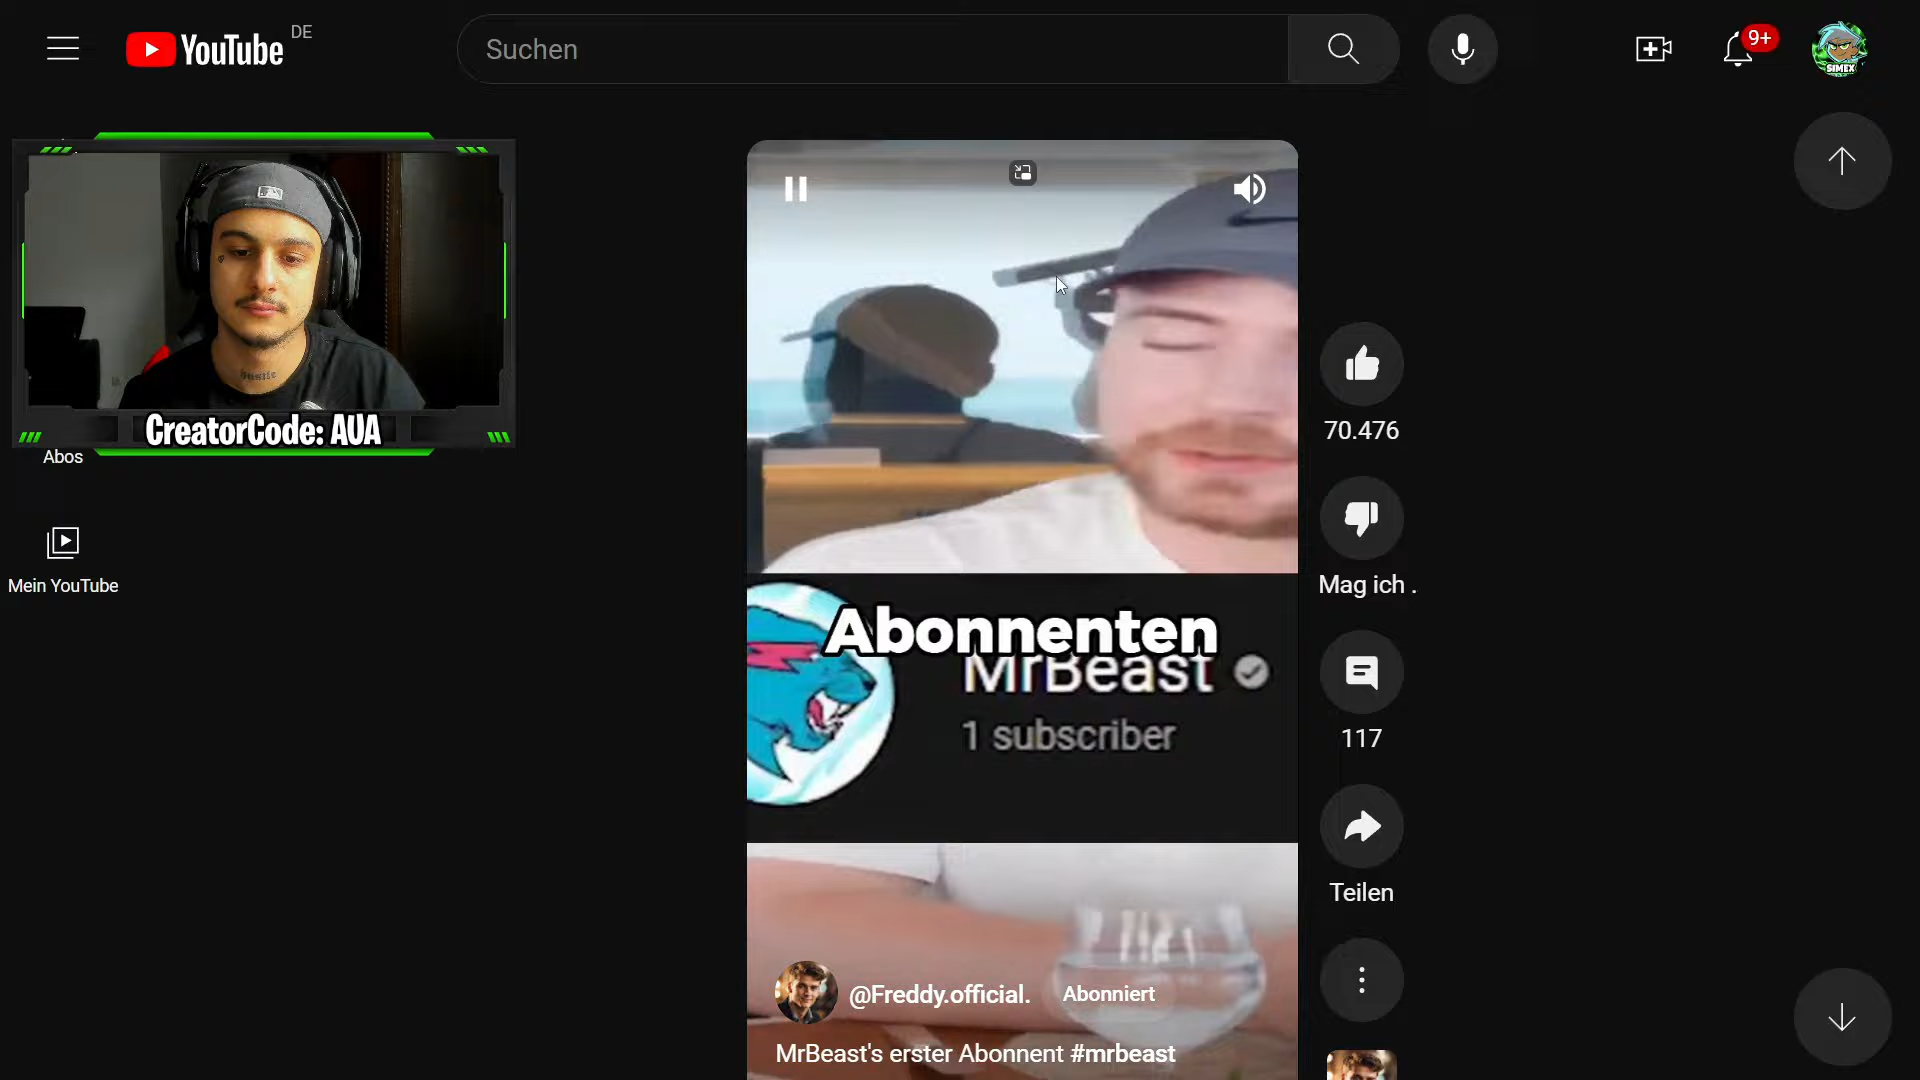 YouTube DE
Suchen
9+
SIMEX
CreatorCode: AUA
Abos
Mein YouTube
Abonnenten
MrBeast
1 subscriber
70.476
Mag ich .
117
Teilen
@Freddy.official. Abonniert
MrBeast's erster Abonnent #mrbeast